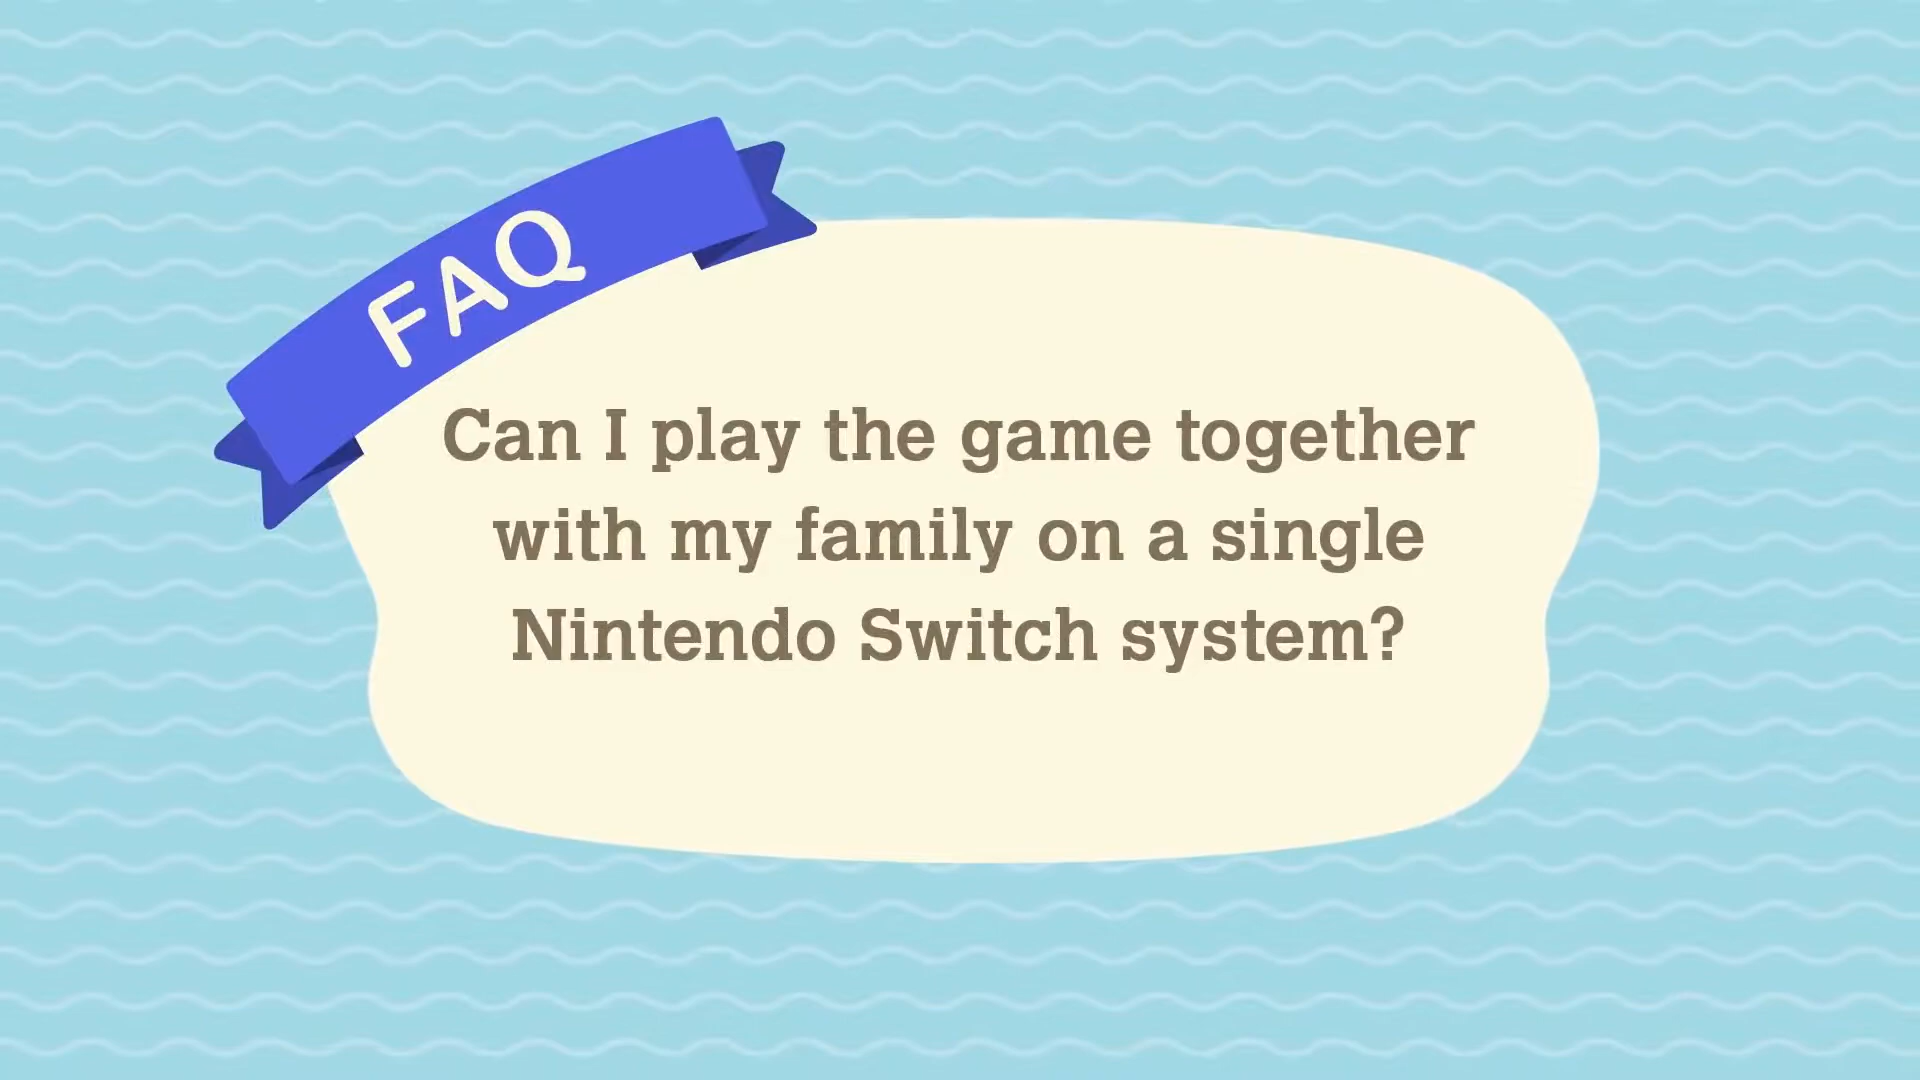 FAQ
Can I play the game together
with my family on a single
Nintendo Switch system?